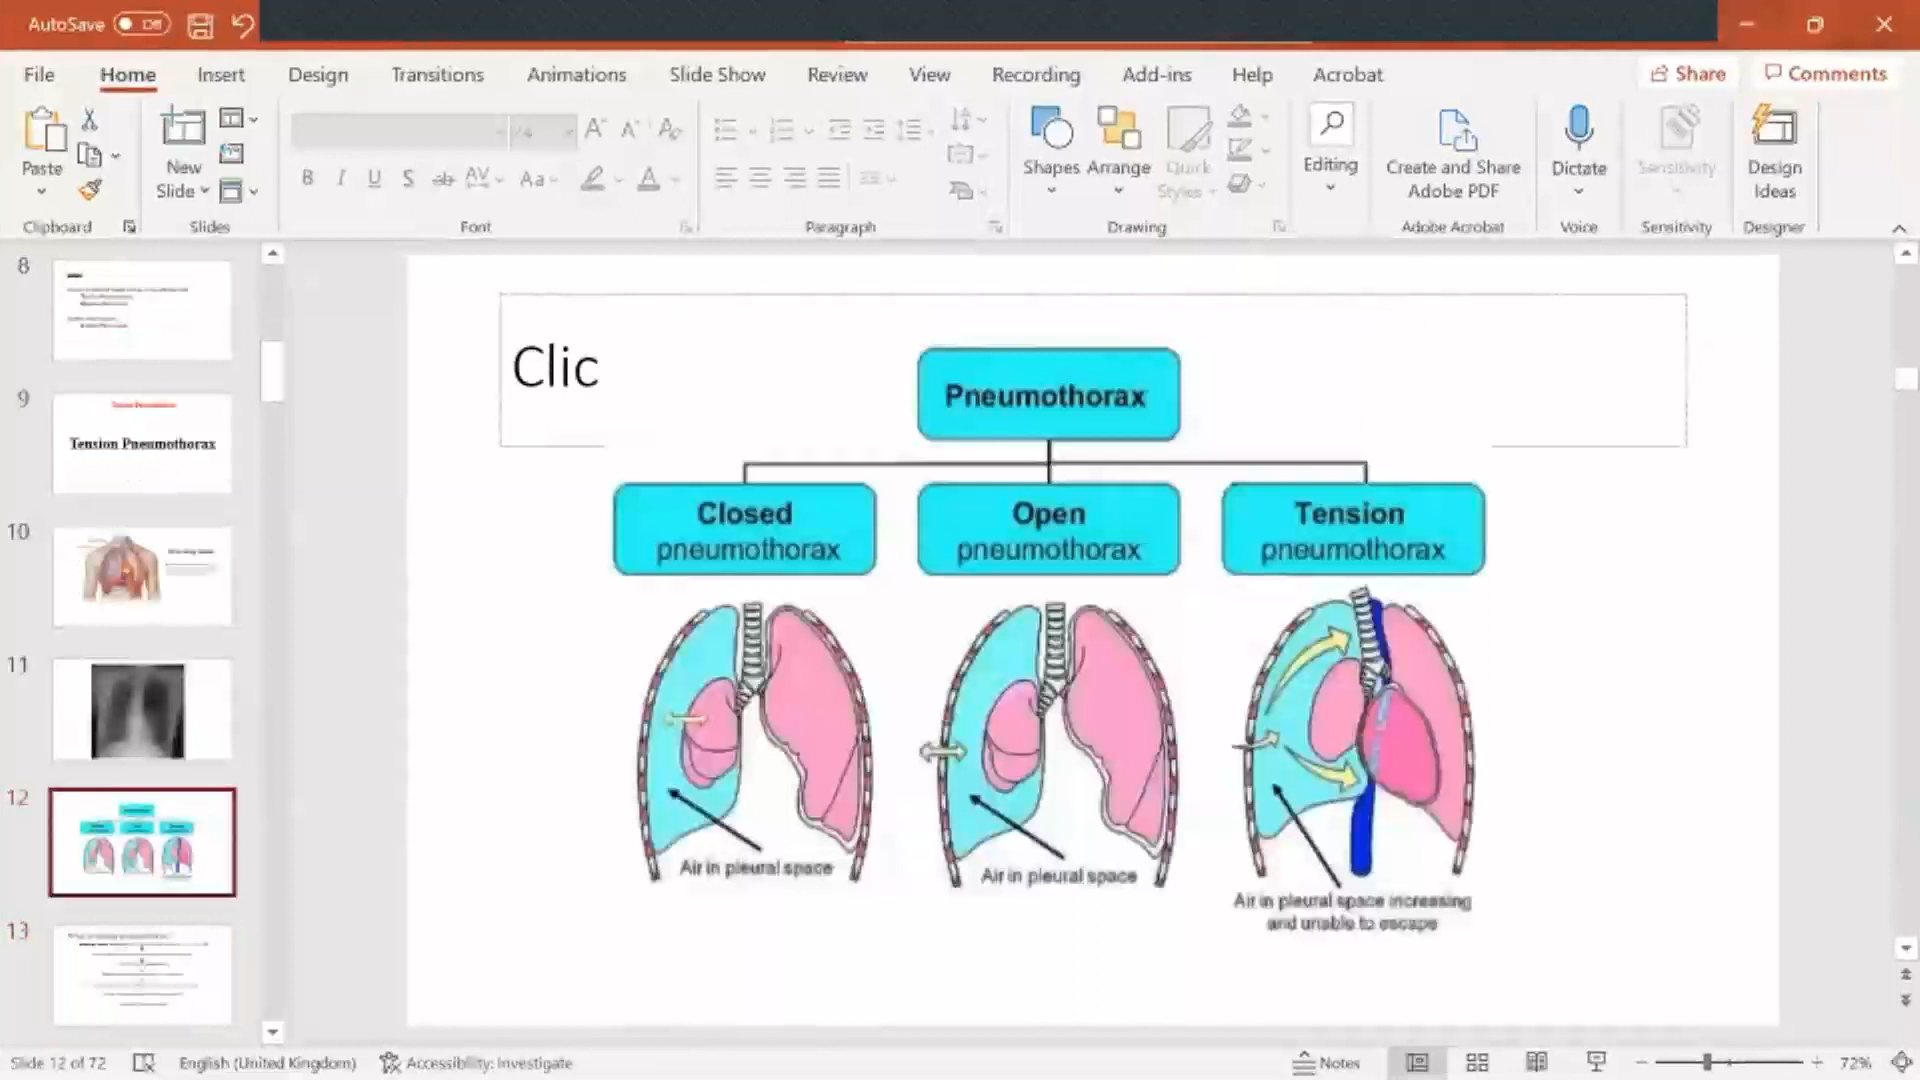 AutoSave Off
File Home Insert Design Transitions Animations Slide Show Review View Recording Add-ins Help Acrobat Share Comments
Paste
New
Slide
B I U S ab AV Aa
Shapes Arrange Quick
Styles
Editing
Create and Share
Adobe PDF
Dictate
Sensitivity
Design
Ideas
Clipboard Slides Font Paragraph Drawing Adobe Acrobat Voice Sensitivity Designer
8
9
Tension Pneumothorax
10
11
12
13
Clic
Pneumothorax
Closed
pneumothorax
Open
pneumothorax
Tension
pneumothorax
Air in pleural space
Air in pleural space
Air in pleural space increasing
and unable to escape
Slide 12 of 72 English (United Kingdom) Accessibility: Investigate Notes 72%